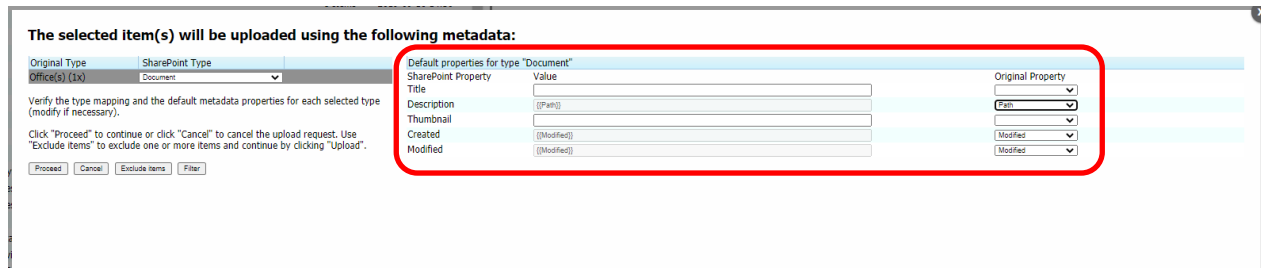 The selected item(s) will be uploaded using the following metadata:
Original Type SharePoint Type
Office(s) (1x) Document
Verify the type mapping and the default metadata properties for each selected type
(modify if necessary).
Click "Proceed" to continue or click "Cancel" to cancel the upload request. Use
"Exclude items" to exclude one or more items and continue by clicking "Upload".
Proceed Cancel Exclude items Filter
Default properties for type "Document"
SharePoint Property Value Original Property
Title
Description {{Path}} Path
Thumbnail
Created {{Modified}} Modified
Modified {{Modified}} Modified